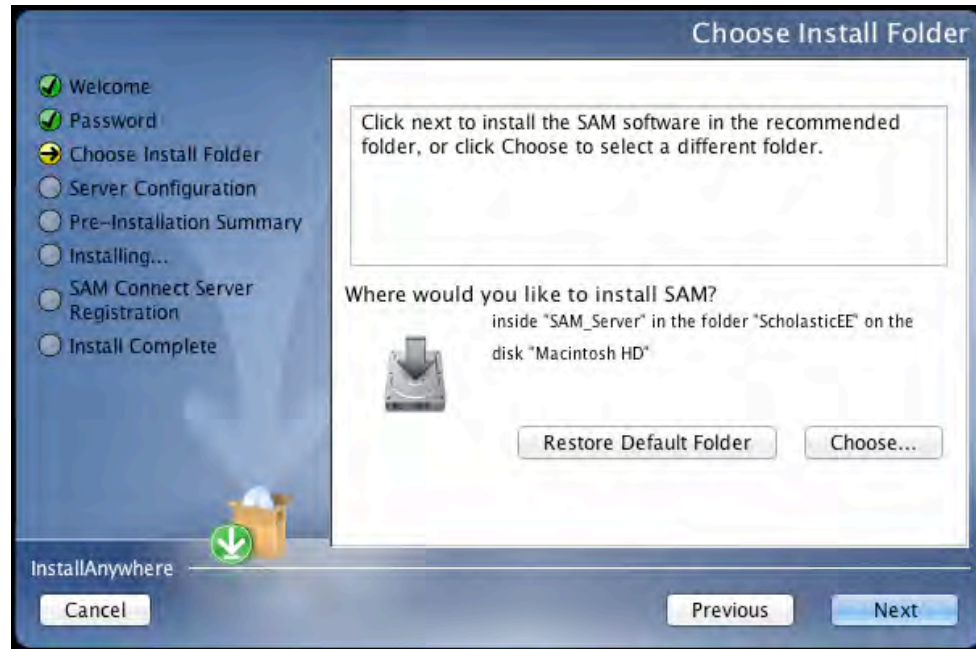 Choose Install Folder
Welcome
Password
Choose Install Folder
Server Configuration
Pre-Installation Summary
Installing...
SAM Connect Server
Registration
Install Complete
Click next to install the SAM software in the recommended
folder, or click Choose to select a different folder.
Where would you like to install SAM?
inside "SAM_Server" in the folder "ScholasticEE" on the
disk "Macintosh HD"
Restore Default Folder
Choose...
InstallAnywhere
Cancel
Previous
Next